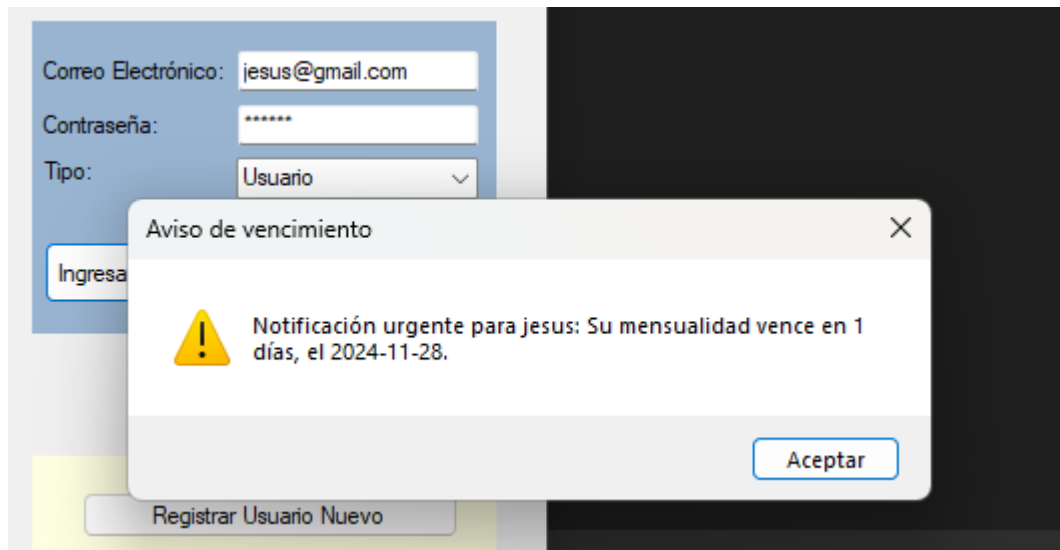 Correo Electrónico: jesus@gmail.com
Contraseña: ******
Tipo: Usuario
Aviso de vencimiento
Ingresa
Notificación urgente para jesus: Su mensualidad vence en 1
días, el 2024-11-28.
Aceptar
Registrar Usuario Nuevo